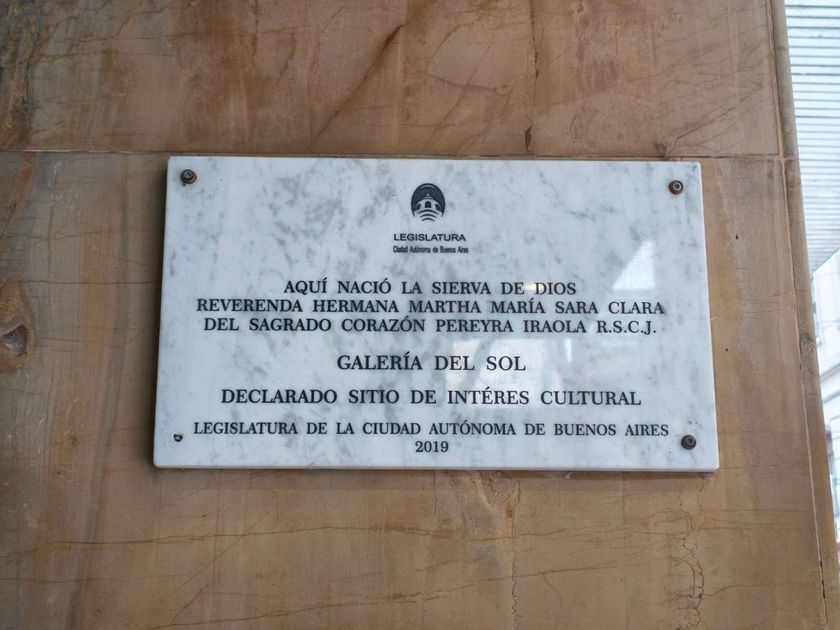 LEGISLATURA
Ciudad Autónoma de Buenos Aires
AQUÍ NACIÓ LA SIERVA DE DIOS
REVERENDA HERMANA MARTHA MARÍA SARA CLARA
DEL SAGRADO CORAZÓN PEREYRA IRAOLA R.S.C.J.
GALERÍA DEL SOL
DECLARADO SITIO DE INTÉRES CULTURAL
LEGISLATURA DE LA CIUDAD AUTÓNOMA DE BUENOS AIRES
2019